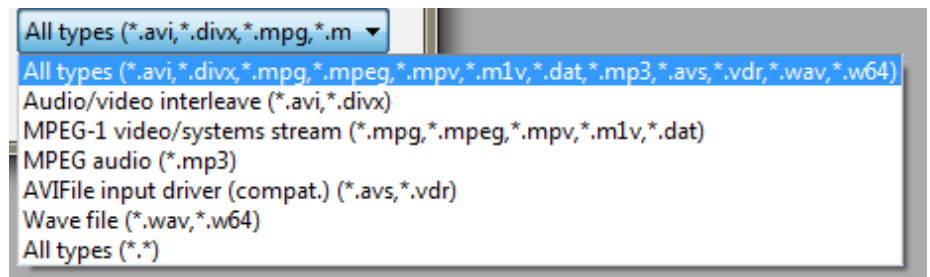 All types (*.avi,*.divx,*.mpg,*.m
All types (*.avi,*.divx,*.mpg,*.mpeg,*.mpv,*.m1v,*.dat,*.mp3,*.avs,*.vdr,*.wav,*.w64)
Audio/video interleave (*.avi,*.divx)
MPEG-1 video/systems stream (*.mpg,*.mpeg,*.mpv,*.m1v,*.dat)
MPEG audio (*.mp3)
AVIFile input driver (compat.) (*.avs,*.vdr)
Wave file (*.wav,*.w64)
All types (*.*)